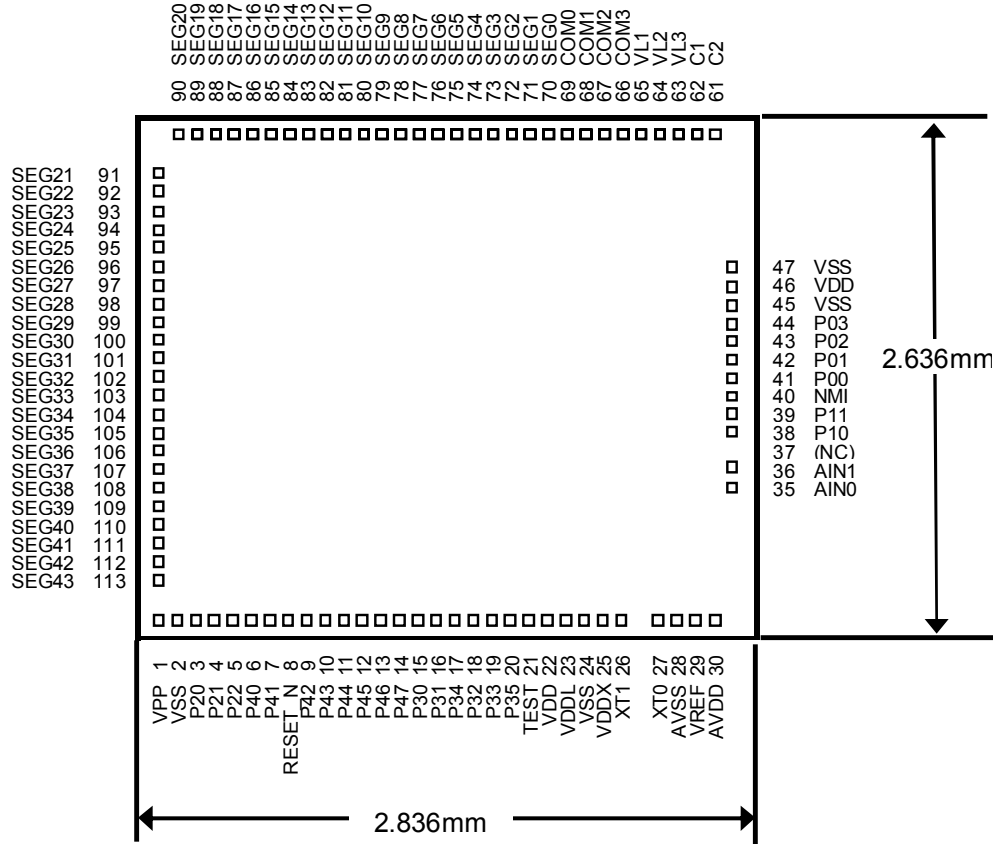 90 SEG20
89 SEG19
88 SEG18
87 SEG17
86 SEG16
85 SEG15
84 SEG14
83 SEG13
82 SEG12
81 SEG11
80 SEG10
79 SEG9
78 SEG8
77 SEG7
76 SEG6
75 SEG5
74 SEG4
73 SEG3
72 SEG2
71 SEG1
70 SEG0
69 COM0
68 COM1
67 COM2
66 COM3
65 VL1
64 VL2
63 VL3
62 C1
61 C2
SEG21 91
SEG22 92
SEG23 93
SEG24 94
SEG25 95
SEG26 96
SEG27 97
SEG28 98
SEG29 99
SEG30 100
SEG31 101
SEG32 102
SEG33 103
SEG34 104
SEG35 105
SEG36 106
SEG37 107
SEG38 108
SEG39 109
SEG40 110
SEG41 111
SEG42 112
SEG43 113
47 VSS
46 VDD
45 VSS
44 P03
43 P02
42 P01
41 P00
40 NMI
39 P11
38 P10
37 (NC)
36 AIN1
35 AIN0
2.636mm
VPP 1
VSS 2
P20 3
P21 4
P22 5
P40 6
P41 7
RESET_N 8
P42 9
P43 10
P44 11
P45 12
P46 13
P47 14
P30 15
P31 16
P34 17
P32 18
P33 19
P35 20
TEST 21
VDD 22
VDDL 23
VSS 24
VDDX 25
XT1 26
XT0 27
AVSS 28
VREF 29
AVDD 30
2.836mm